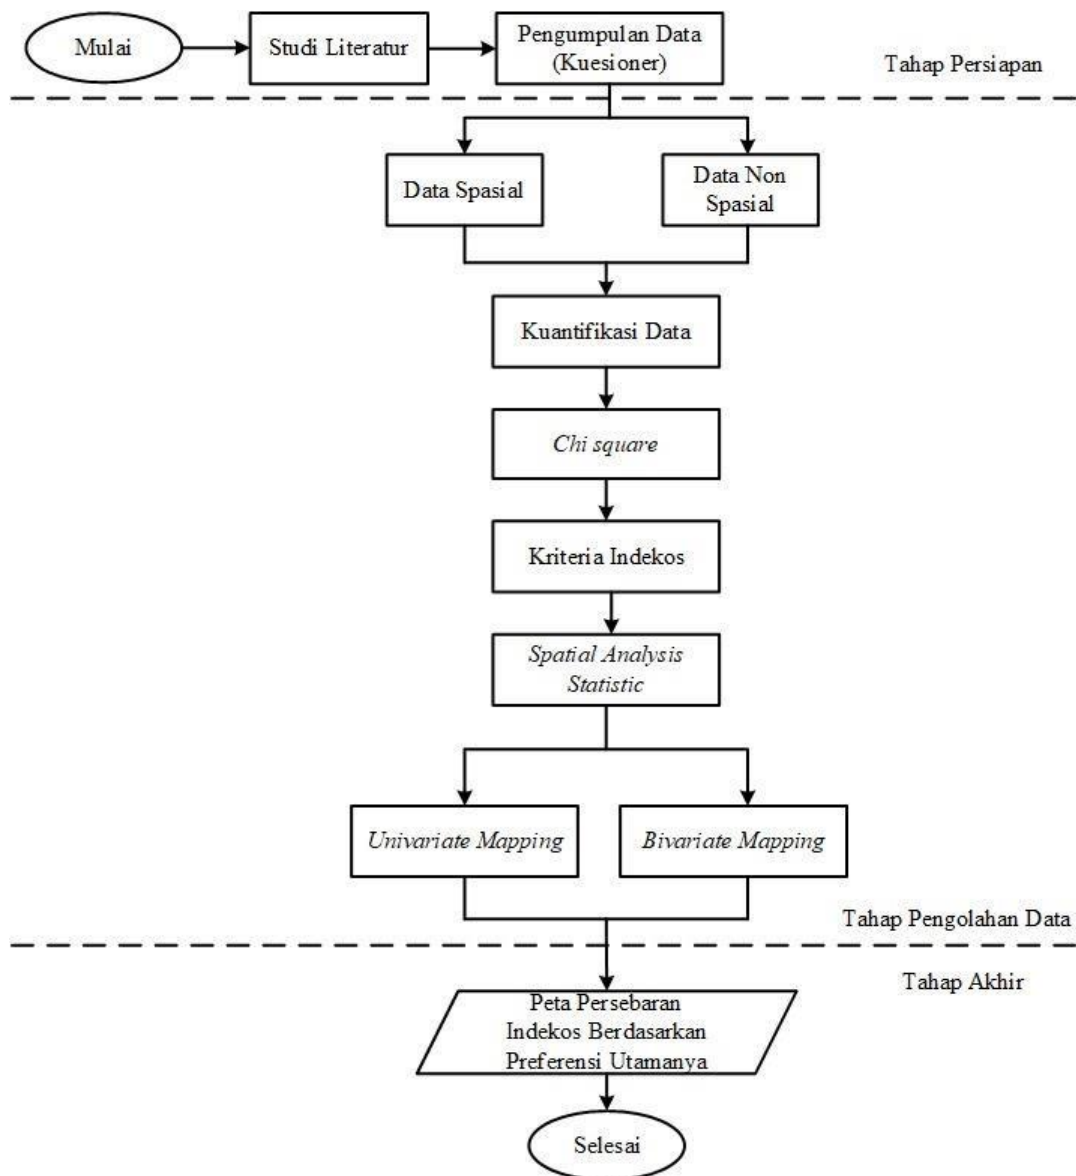 Mulai
Studi Literatur
Pengumpulan Data
(Kuesioner)
Tahap Persiapan
Data Spasial
Data Non
Spasial
Kuantifikasi Data
Chi square
Kriteria Indekos
Spatial Analysis
Statistic
Univariate Mapping
Bivariate Mapping
Tahap Pengolahan Data
Tahap Akhir
Peta Persebaran
Indekos Berdasarkan
Preferensi Utamanya
Selesai